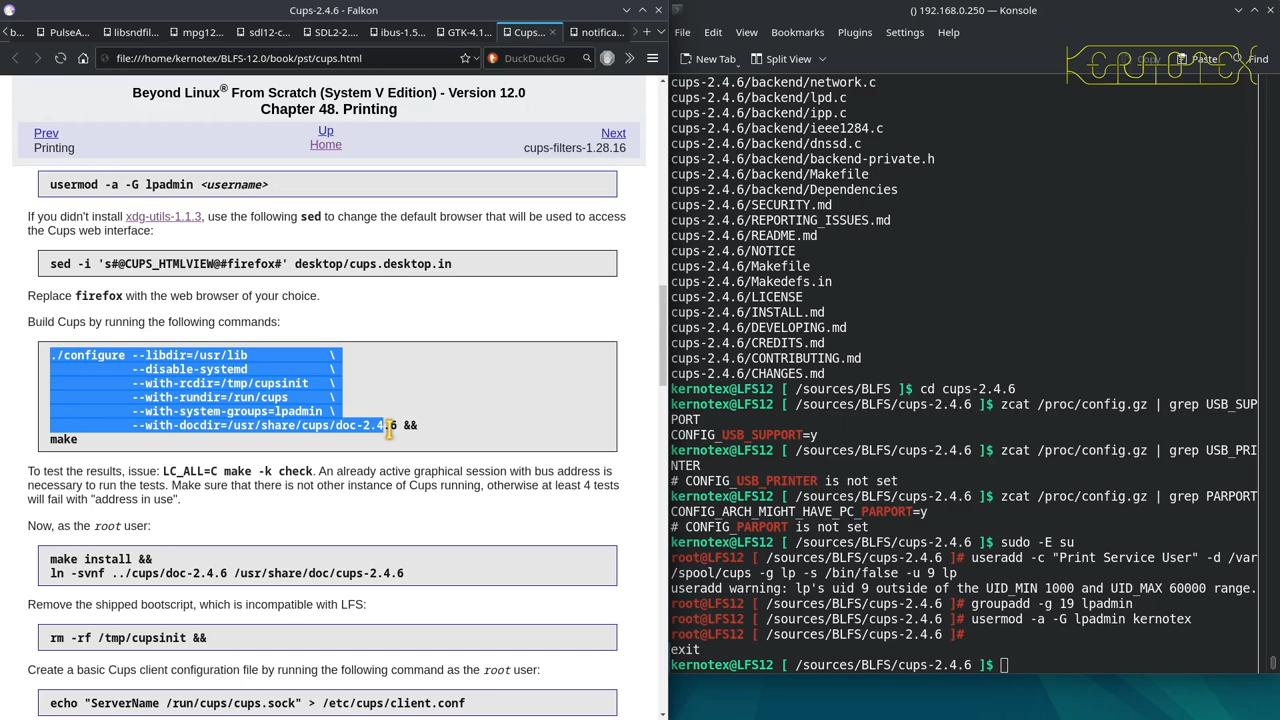 Cups-2.4.6 - Falkon
b...
PulseA...
libsndfil...
mpg12...
sdl12-c...
SDL2-2....
ibus-1.5...
GTK-4.1...
Cups...
notifica...
file:///home/kernotex/BLFS-12.0/book/pst/cups.html
DuckDuckGo
Beyond Linux® From Scratch (System V Edition) - Version 12.0
Chapter 48. Printing
Prev
Up
Next
Printing
Home
cups-filters-1.28.16
usermod -a -G lpadmin <username>
If you didn't install xdg-utils-1.1.3, use the following sed to change the default browser that will be used to access
the Cups web interface:
sed -i 's#@CUPS_HTMLVIEW@#firefox#' desktop/cups.desktop.in
Replace firefox with the web browser of your choice.
Build Cups by running the following commands:
./configure --libdir=/usr/lib \
--disable-systemd \
--with-rcdir=/tmp/cupsinit \
--with-rundir=/run/cups \
--with-system-groups=lpadmin \
--with-docdir=/usr/share/cups/doc-2.4.6 &&
make
To test the results, issue: LC_ALL=C make -k check. An already active graphical session with bus address is
necessary to run the tests. Make sure that there is not other instance of Cups running, otherwise at least 4 tests
will fail with "address in use".
Now, as the root user:
make install &&
ln -svnf ../cups/doc-2.4.6 /usr/share/doc/cups-2.4.6
Remove the shipped bootscript, which is incompatible with LFS:
rm -rf /tmp/cupsinit &&
Create a basic Cups client configuration file by running the following command as the root user:
echo "ServerName /run/cups/cups.sock" > /etc/cups/client.conf
() 192.168.0.250 — Konsole
File Edit View Bookmarks Plugins Settings Help
New Tab
Split View
Copy
Paste
Find
kernotex
cups-2.4.6/backend/network.c
cups-2.4.6/backend/lpd.c
cups-2.4.6/backend/ipp.c
cups-2.4.6/backend/ieee1284.c
cups-2.4.6/backend/dnssd.c
cups-2.4.6/backend/backend-private.h
cups-2.4.6/backend/Makefile
cups-2.4.6/backend/Dependencies
cups-2.4.6/SECURITY.md
cups-2.4.6/REPORTING_ISSUES.md
cups-2.4.6/README.md
cups-2.4.6/NOTICE
cups-2.4.6/Makefile
cups-2.4.6/Makedefs.in
cups-2.4.6/LICENSE
cups-2.4.6/INSTALL.md
cups-2.4.6/DEVELOPING.md
cups-2.4.6/CREDITS.md
cups-2.4.6/CONTRIBUTING.md
cups-2.4.6/CHANGES.md
kernotex@LFS12 [ /sources/BLFS ]$ cd cups-2.4.6
kernotex@LFS12 [ /sources/BLFS/cups-2.4.6 ]$ zcat /proc/config.gz | grep USB_SUP
PORT
CONFIG_USB_SUPPORT=y
kernotex@LFS12 [ /sources/BLFS/cups-2.4.6 ]$ zcat /proc/config.gz | grep USB_PRI
NTER
# CONFIG_USB_PRINTER is not set
kernotex@LFS12 [ /sources/BLFS/cups-2.4.6 ]$ zcat /proc/config.gz | grep PARPORT
CONFIG_ARCH_MIGHT_HAVE_PC_PARPORT=y
# CONFIG_PARPORT is not set
kernotex@LFS12 [ /sources/BLFS/cups-2.4.6 ]$ sudo -E su
root@LFS12 [ /sources/BLFS/cups-2.4.6 ]# useradd -c "Print Service User" -d /var
/spool/cups -g lp -s /bin/false -u 9 lp
useradd warning: lp's uid 9 outside of the UID_MIN 1000 and UID_MAX 60000 range.
root@LFS12 [ /sources/BLFS/cups-2.4.6 ]# groupadd -g 19 lpadmin
root@LFS12 [ /sources/BLFS/cups-2.4.6 ]# usermod -a -G lpadmin kernotex
root@LFS12 [ /sources/BLFS/cups-2.4.6 ]#
exit
kernotex@LFS12 [ /sources/BLFS/cups-2.4.6 ]$